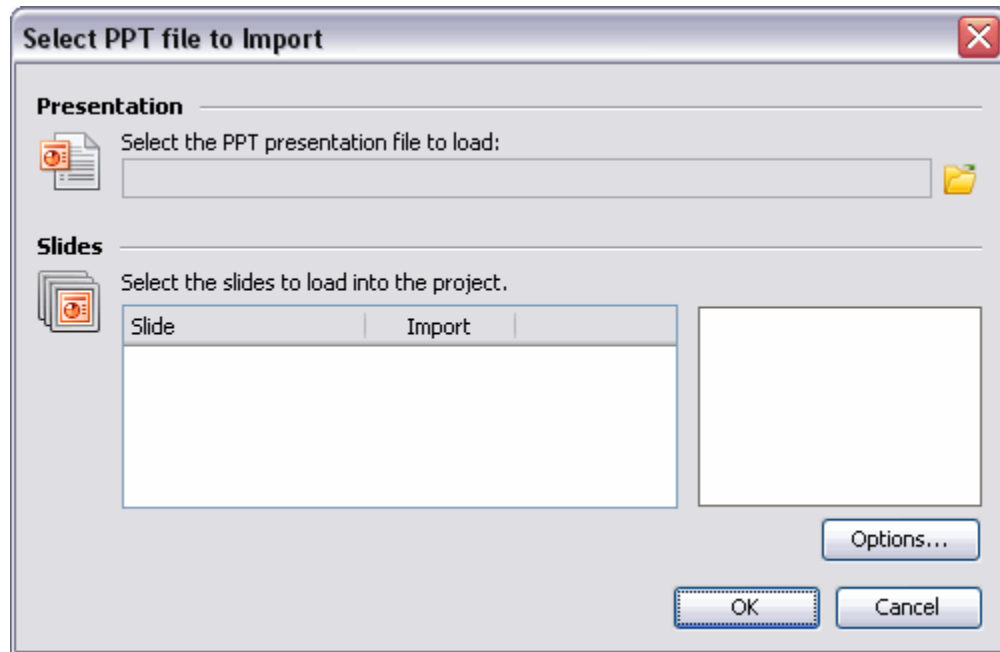 Select PPT file to Import
Presentation
Select the PPT presentation file to load:
Slides
Select the slides to load into the project.
Slide Import
Options...
OK Cancel